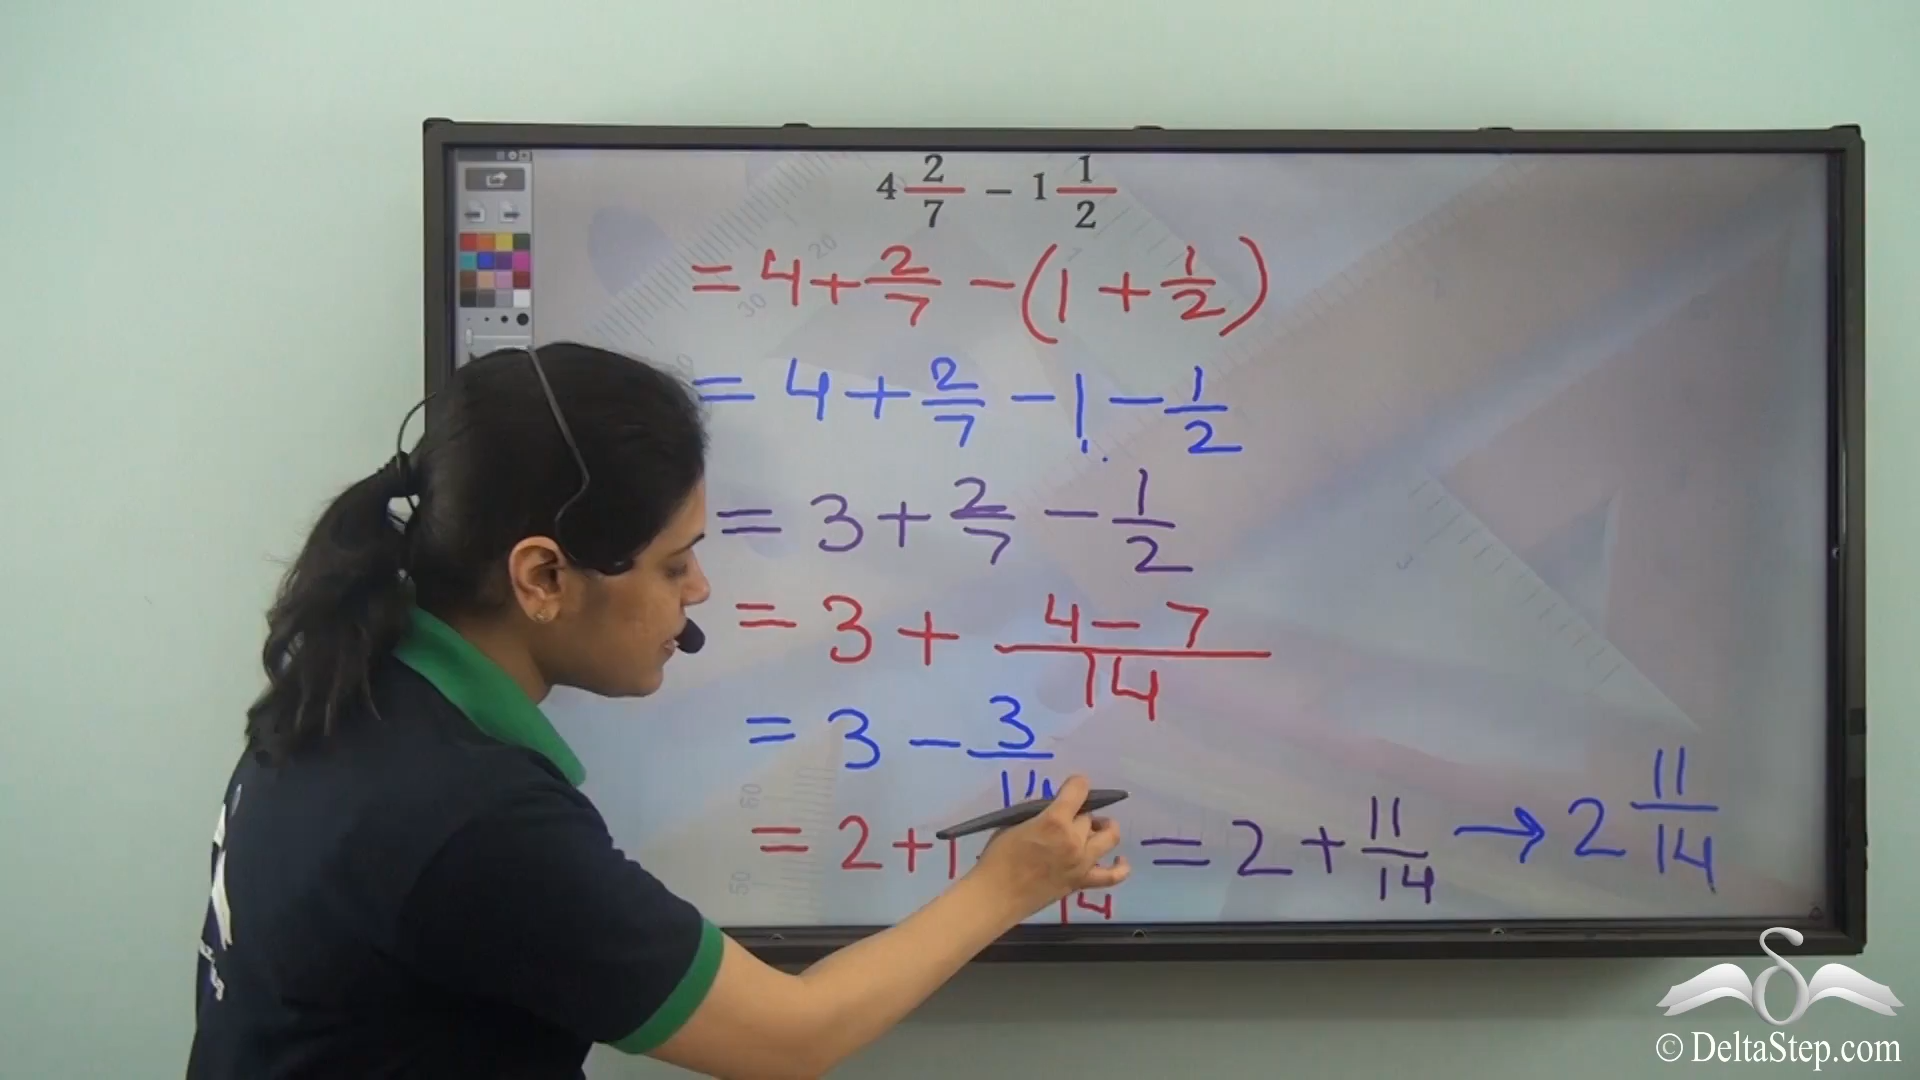 4 2/7 - 1 1/2
= 4 + 2/7 - (1 + 1/2)
= 4 + 2/7 - 1 - 1/2
= 3 + 2/7 - 1/2
= 3 + 4 - 7/14
= 3 - 3/14
= 2 + 1 14 = 2 + 11/14 → 2 11/14
© DeltaStep.com